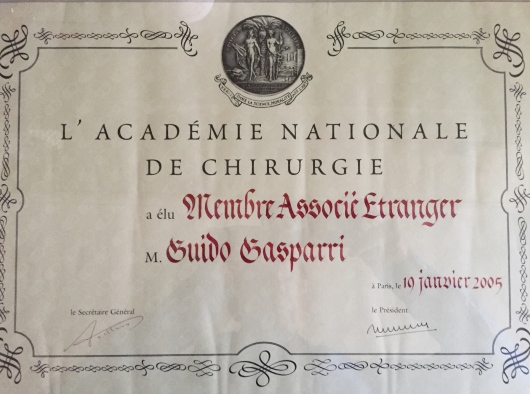 L'ACADÉMIE NATIONALE
DE CHIRURGIE
a élu Membre Associé Etranger
M. Guido Gasparri
à Paris, le 19 janvier 2005
le Secrétaire Général
le Président